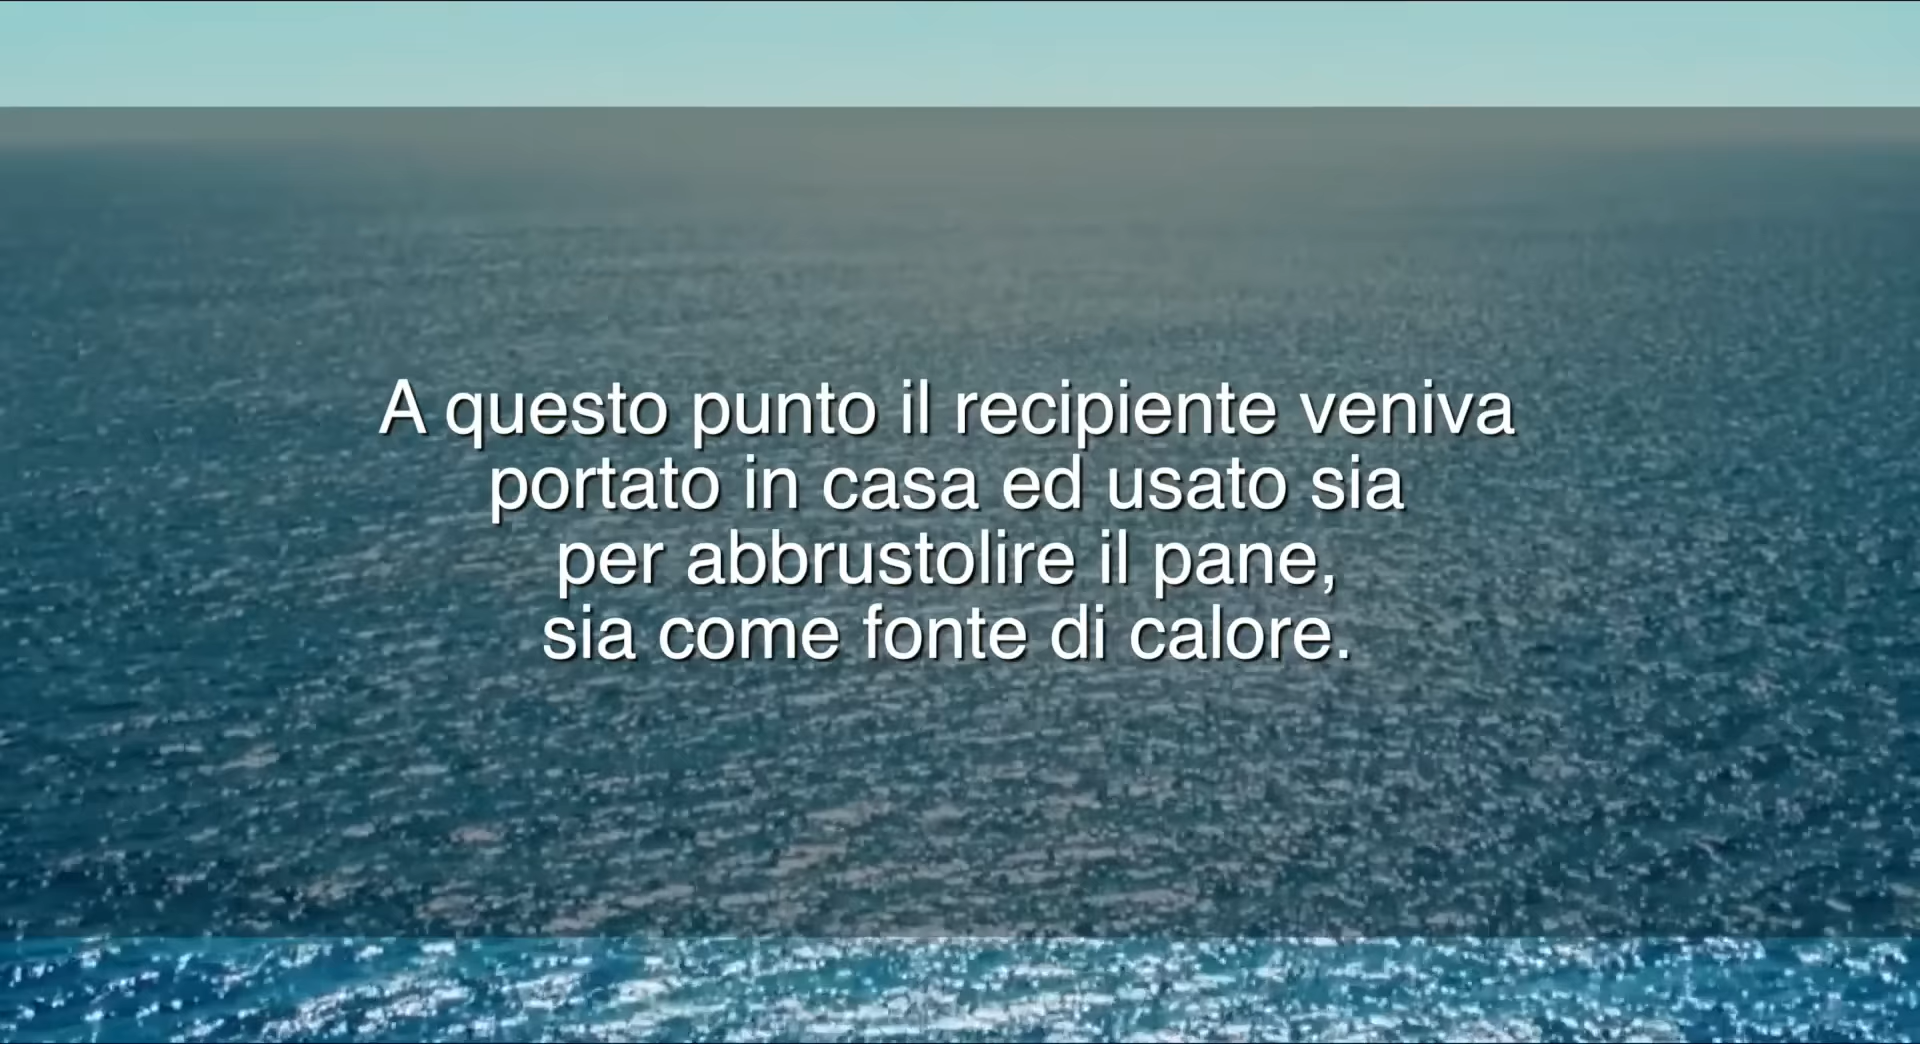 A questo punto il recipiente veniva
portato in casa ed usato sia
per abbrustolire il pane,
sia come fonte di calore.